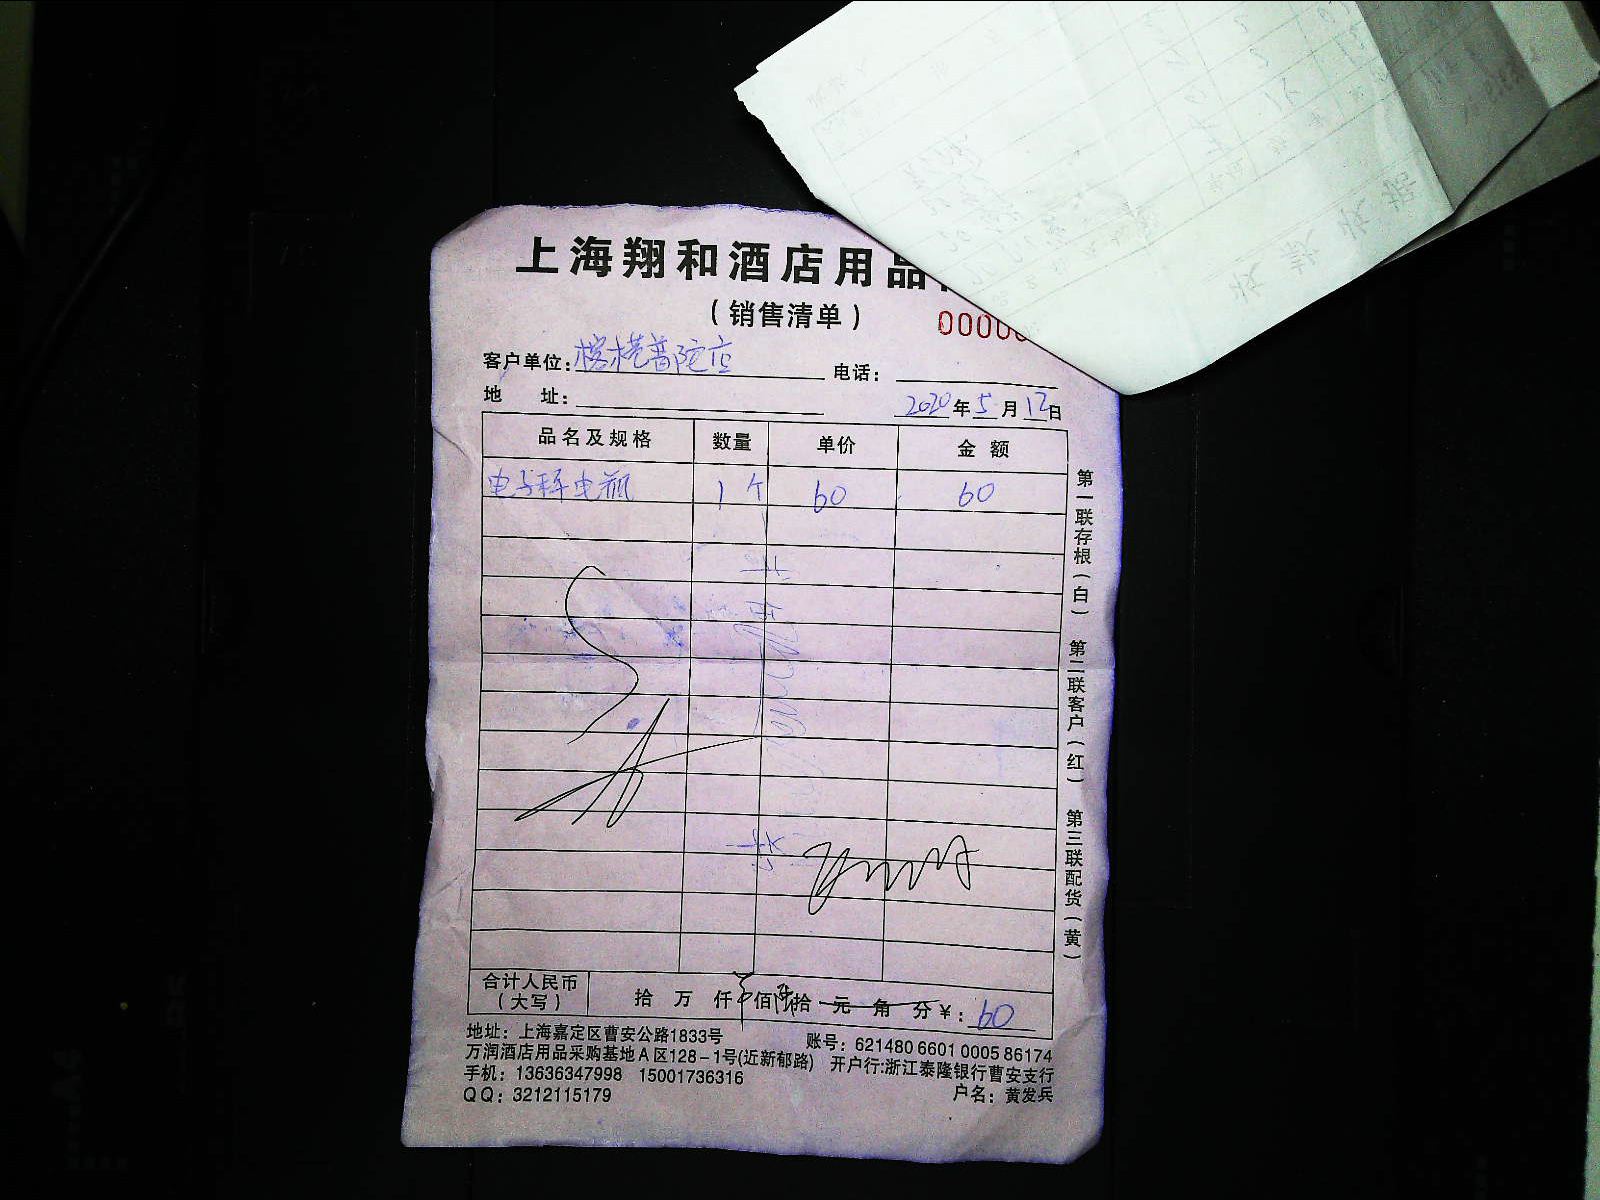 上海翔和酒店用品
（销售清单）
0000
客户单位： 普陀店 电话：
地 址： 2020年5月12日
品名及规格 数量 单价 金额
电子秤电瓶 1个 60 60
第一联存根（白） 第二联客户（红） 第三联配货（黄）
合计人民币（大写） 拾 万 仟 佰 陆拾 元 角 分 ￥：60
地址：上海嘉定区曹安公路1833号 账号：621480 6601 0005 86174
万润酒店用品采购基地A区128-1号(近新郁路) 开户行:浙江泰隆银行曹安支行
手机：13636347998 15001736316 户名：黄发兵
QQ：3212115179